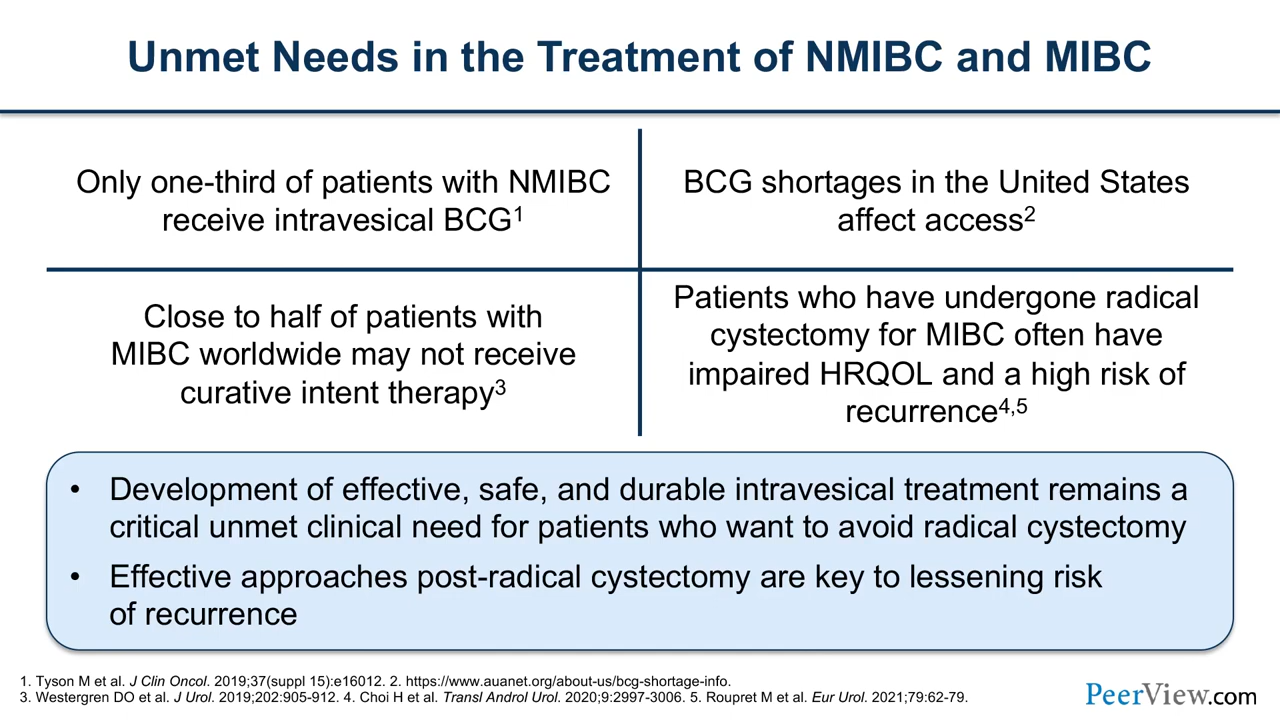 Unmet Needs in the Treatment of NMIBC and MIBC
Only one-third of patients with NMIBC
receive intravesical BCG1
BCG shortages in the United States
affect access2
Close to half of patients with
MIBC worldwide may not receive
curative intent therapy3
Patients who have undergone radical
cystectomy for MIBC often have
impaired HRQOL and a high risk of
recurrence4,5
• Development of effective, safe, and durable intravesical treatment remains a
critical unmet clinical need for patients who want to avoid radical cystectomy
• Effective approaches post-radical cystectomy are key to lessening risk
of recurrence
1. Tyson M et al. J Clin Oncol. 2019;37(suppl 15):e16012. 2. https://www.auanet.org/about-us/bcg-shortage-info.
3. Westergren DO et al. J Urol. 2019;202:905-912. 4. Choi H et al. Transl Androl Urol. 2020;9:2997-3006. 5. Roupret M et al. Eur Urol. 2021;79:62-79.
PeerView.com